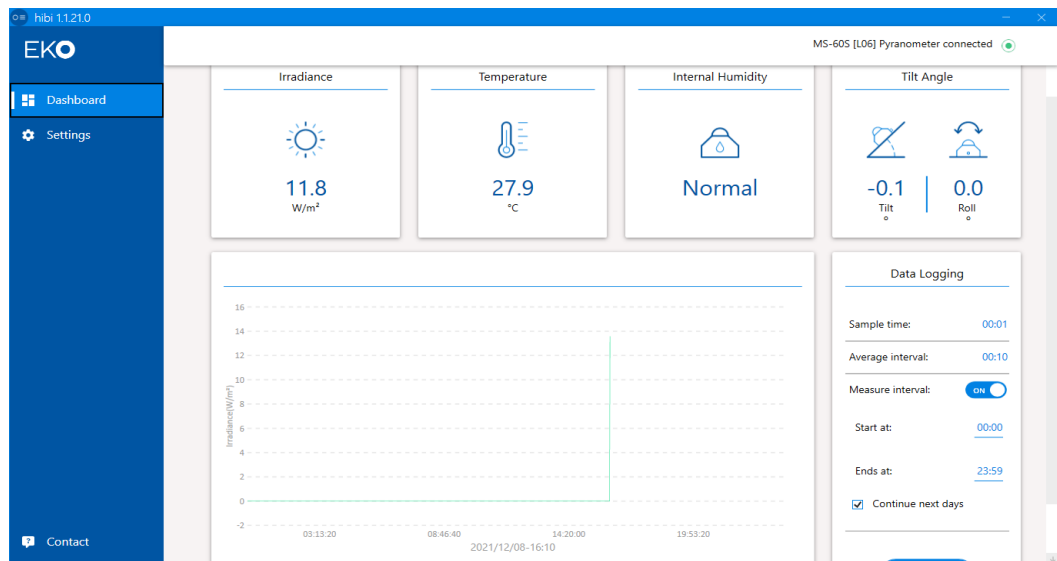 hibi 1.1.21.0
EKO
MS-60S [L06] Pyranometer connected
Dashboard
Settings
Contact
Irradiance
11.8
W/m²
Temperature
27.9
°C
Internal Humidity
Normal
Tilt Angle
-0.1
Tilt
°
0.0
Roll
°
Irradiance(W/m²)
16
14
12
10
8
6
4
2
0
-2
03:13:20 08:46:40 14:20:00 19:53:20
2021/12/08-16:10
Data Logging
Sample time: 00:01
Average interval: 00:10
Measure interval: ON
Start at: 00:00
Ends at: 23:59
Continue next days